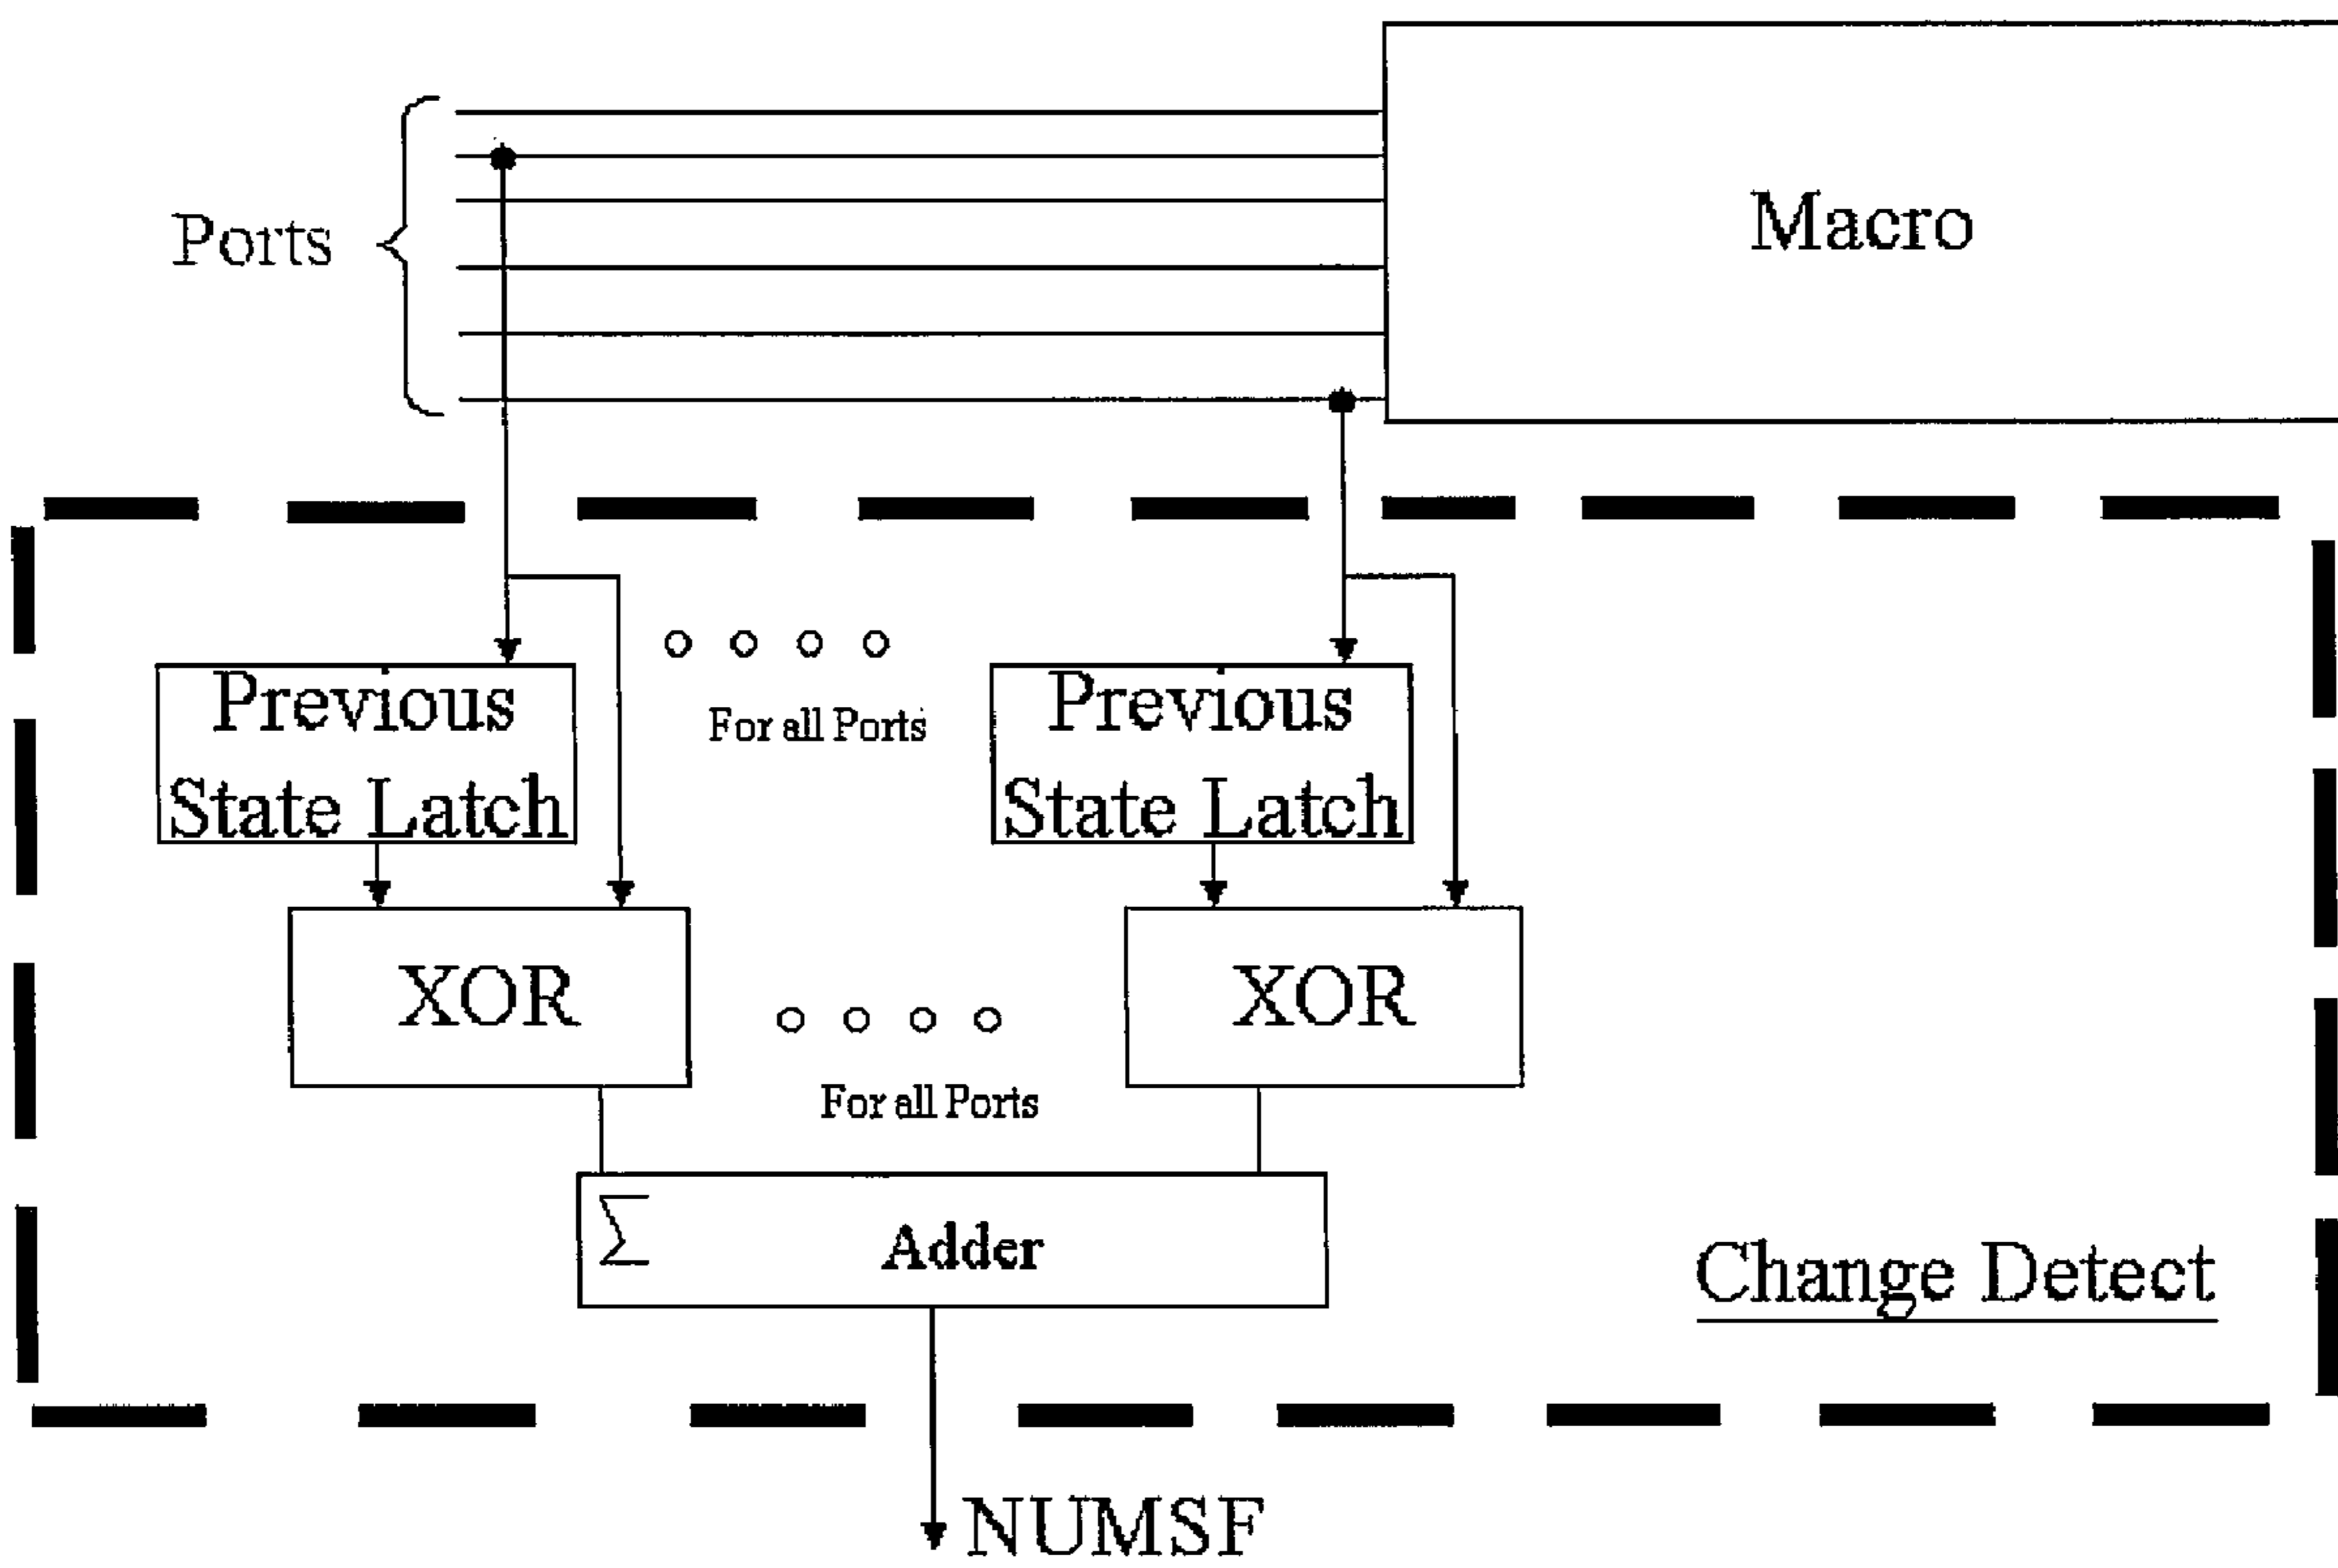 Macro
Ports
Previous
State Latch
For all Ports
Previous
State Latch
XOR
For all Ports
XOR
∑ Adder
Change Detect
NUMSF